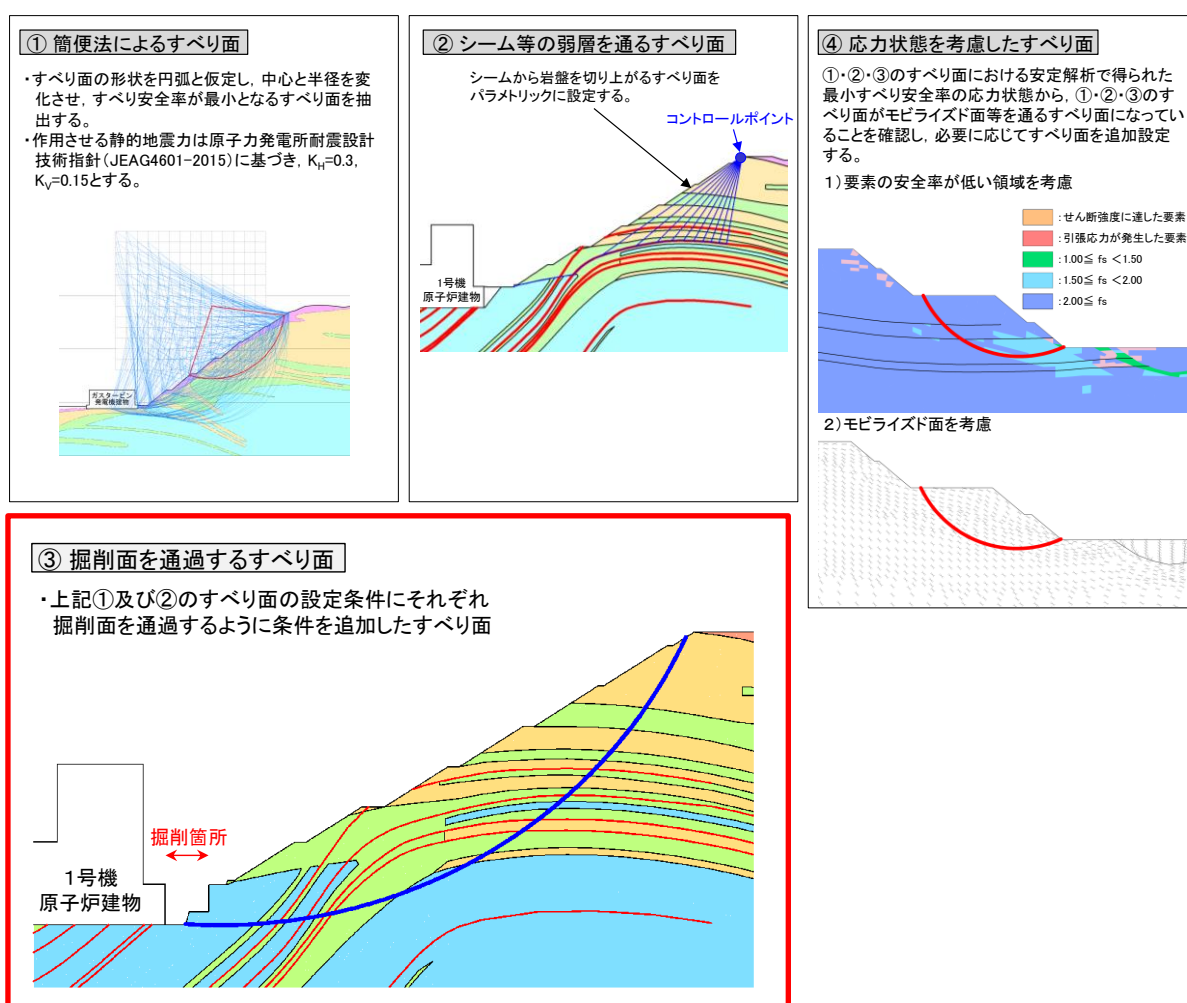 ① 簡便法によるすべり面
・すべり面の形状を円弧と仮定し，中心と半径を変
化させ，すべり安全率が最小となるすべり面を抽
出する。
・作用させる静的地震力は原子力発電所耐震設計
技術指針（JEAG4601-2015）に基づき，KH=0.3，
KV=0.15とする。
ガスタービン
発電機建物
② シーム等の弱層を通るすべり面
シームから岩盤を切り上がるすべり面を
パラメトリックに設定する。
コントロールポイント
1号機
原子炉建物
③ 掘削面を通過するすべり面
・上記①及び②のすべり面の設定条件にそれぞれ
掘削面を通過するように条件を追加したすべり面
掘削箇所
1号機
原子炉建物
④ 応力状態を考慮したすべり面
①・②・③のすべり面における安定解析で得られた
最小すべり安全率の応力状態から，①・②・③のす
べり面がモビライズド面等を通るすべり面になってい
ることを確認し，必要に応じてすべり面を追加設定
する。
1）要素の安全率が低い領域を考慮
：せん断強度に達した要素
：引張応力が発生した要素
：1.00≦ fs ＜1.50
：1.50≦ fs ＜2.00
：2.00≦ fs
2）モビライズド面を考慮